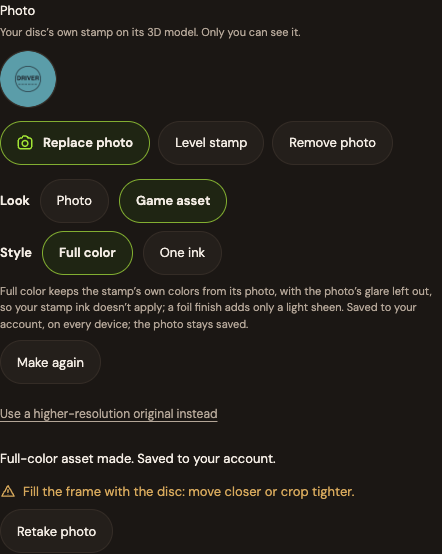 Photo
Your disc's own stamp on its 3D model. Only you can see it.
DRIVER
Replace photo
Level stamp
Remove photo
Look
Photo
Game asset
Style
Full color
One ink
Full color keeps the stamp's own colors from its photo, with the photo's glare left out,
so your stamp ink doesn't apply; a foil finish adds only a light sheen. Saved to your
account, on every device; the photo stays saved.
Make again
Use a higher-resolution original instead
Full-color asset made. Saved to your account.
Fill the frame with the disc: move closer or crop tighter.
Retake photo